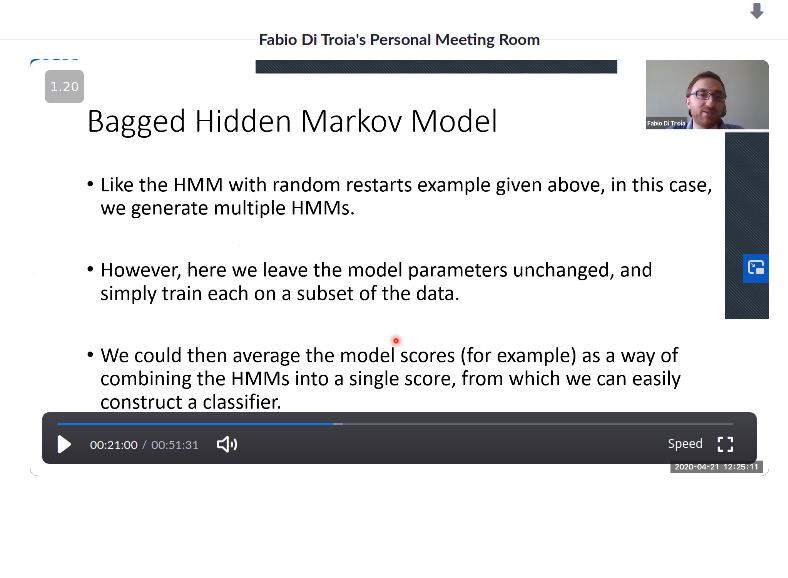 Fabio Di Troia's Personal Meeting Room
1.20
Bagged Hidden Markov Model
Fabio Di Troia
• Like the HMM with random restarts example given above, in this case,
we generate multiple HMMs.
• However, here we leave the model parameters unchanged, and
simply train each on a subset of the data.
• We could then average the model scores (for example) as a way of
combining the HMMs into a single score, from which we can easily
construct a classifier.
00:21:00 / 00:51:31
Speed
2020-04-21 12:25:11